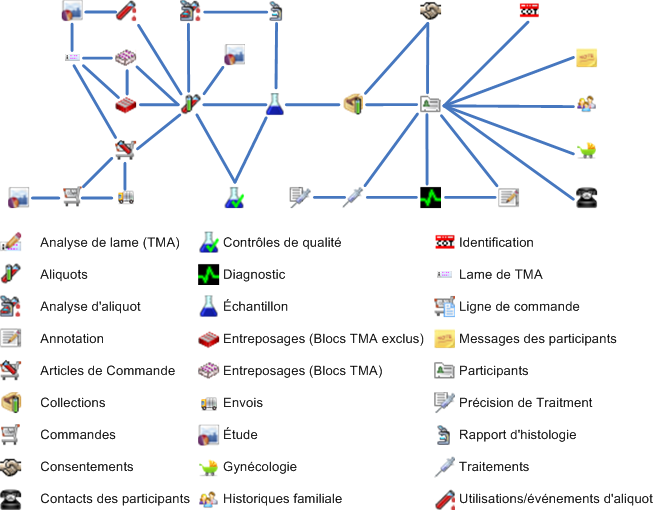 Analyse de lame (TMA) Contrôles de qualité Identification
Aliquots Diagnostic Lame de TMA
Analyse d'aliquot Échantillon Ligne de commande
Annotation Entreposages (Blocs TMA exclus) Messages des participants
Articles de Commande Entreposages (Blocs TMA) Participants
Collections Envois Précision de Traitment
Commandes Étude Rapport d'histologie
Consentements Gynécologie Traitements
Contacts des participants Historiques familiale Utilisations/événements d'aliquot